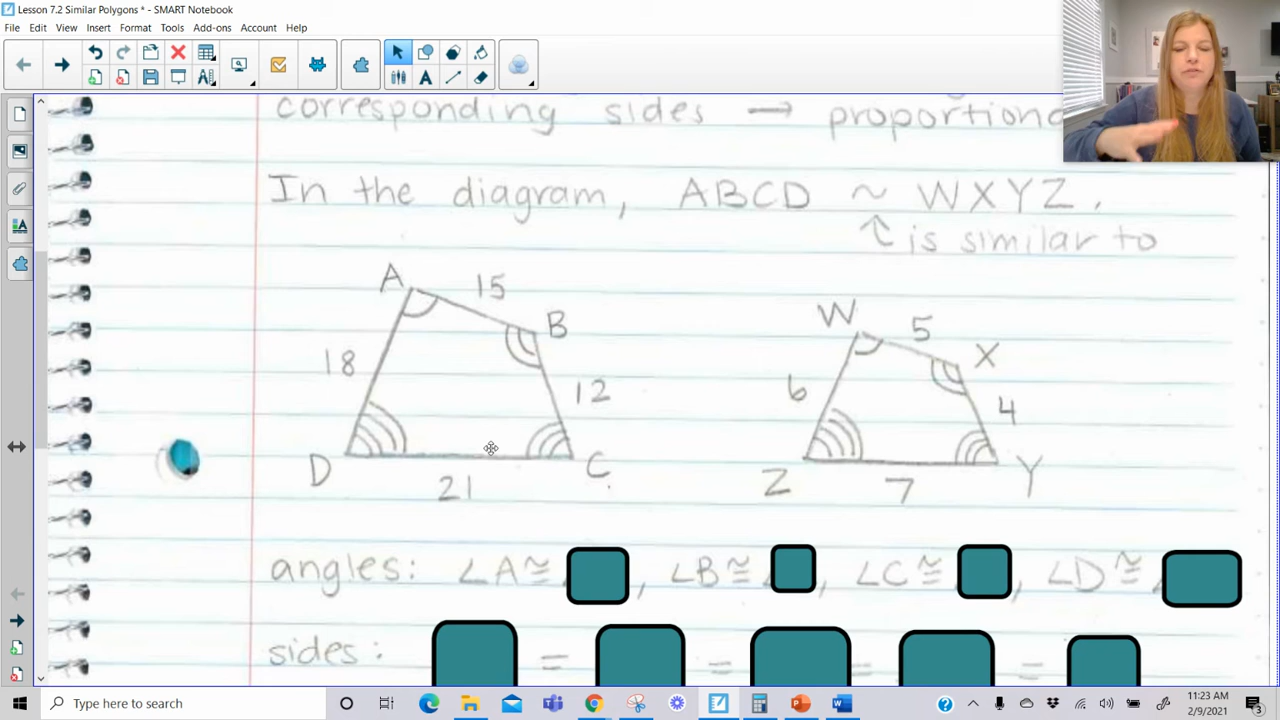 Lesson 7.2 Similar Polygons * - SMART Notebook
File Edit View Insert Format Tools Add-ons Account Help
corresponding sides → proportiona
In the diagram, ABCD ~ WXYZ.
↑ is similar to
A 15 B
18 12
D 21 C
W 5 X
6 4
Z 7 Y
angles: ∠A ≅ , ∠B ≅ ∠ , ∠C ≅ , ∠D ≅
sides: = = = =
Type here to search
11:23 AM
2/9/2021
3